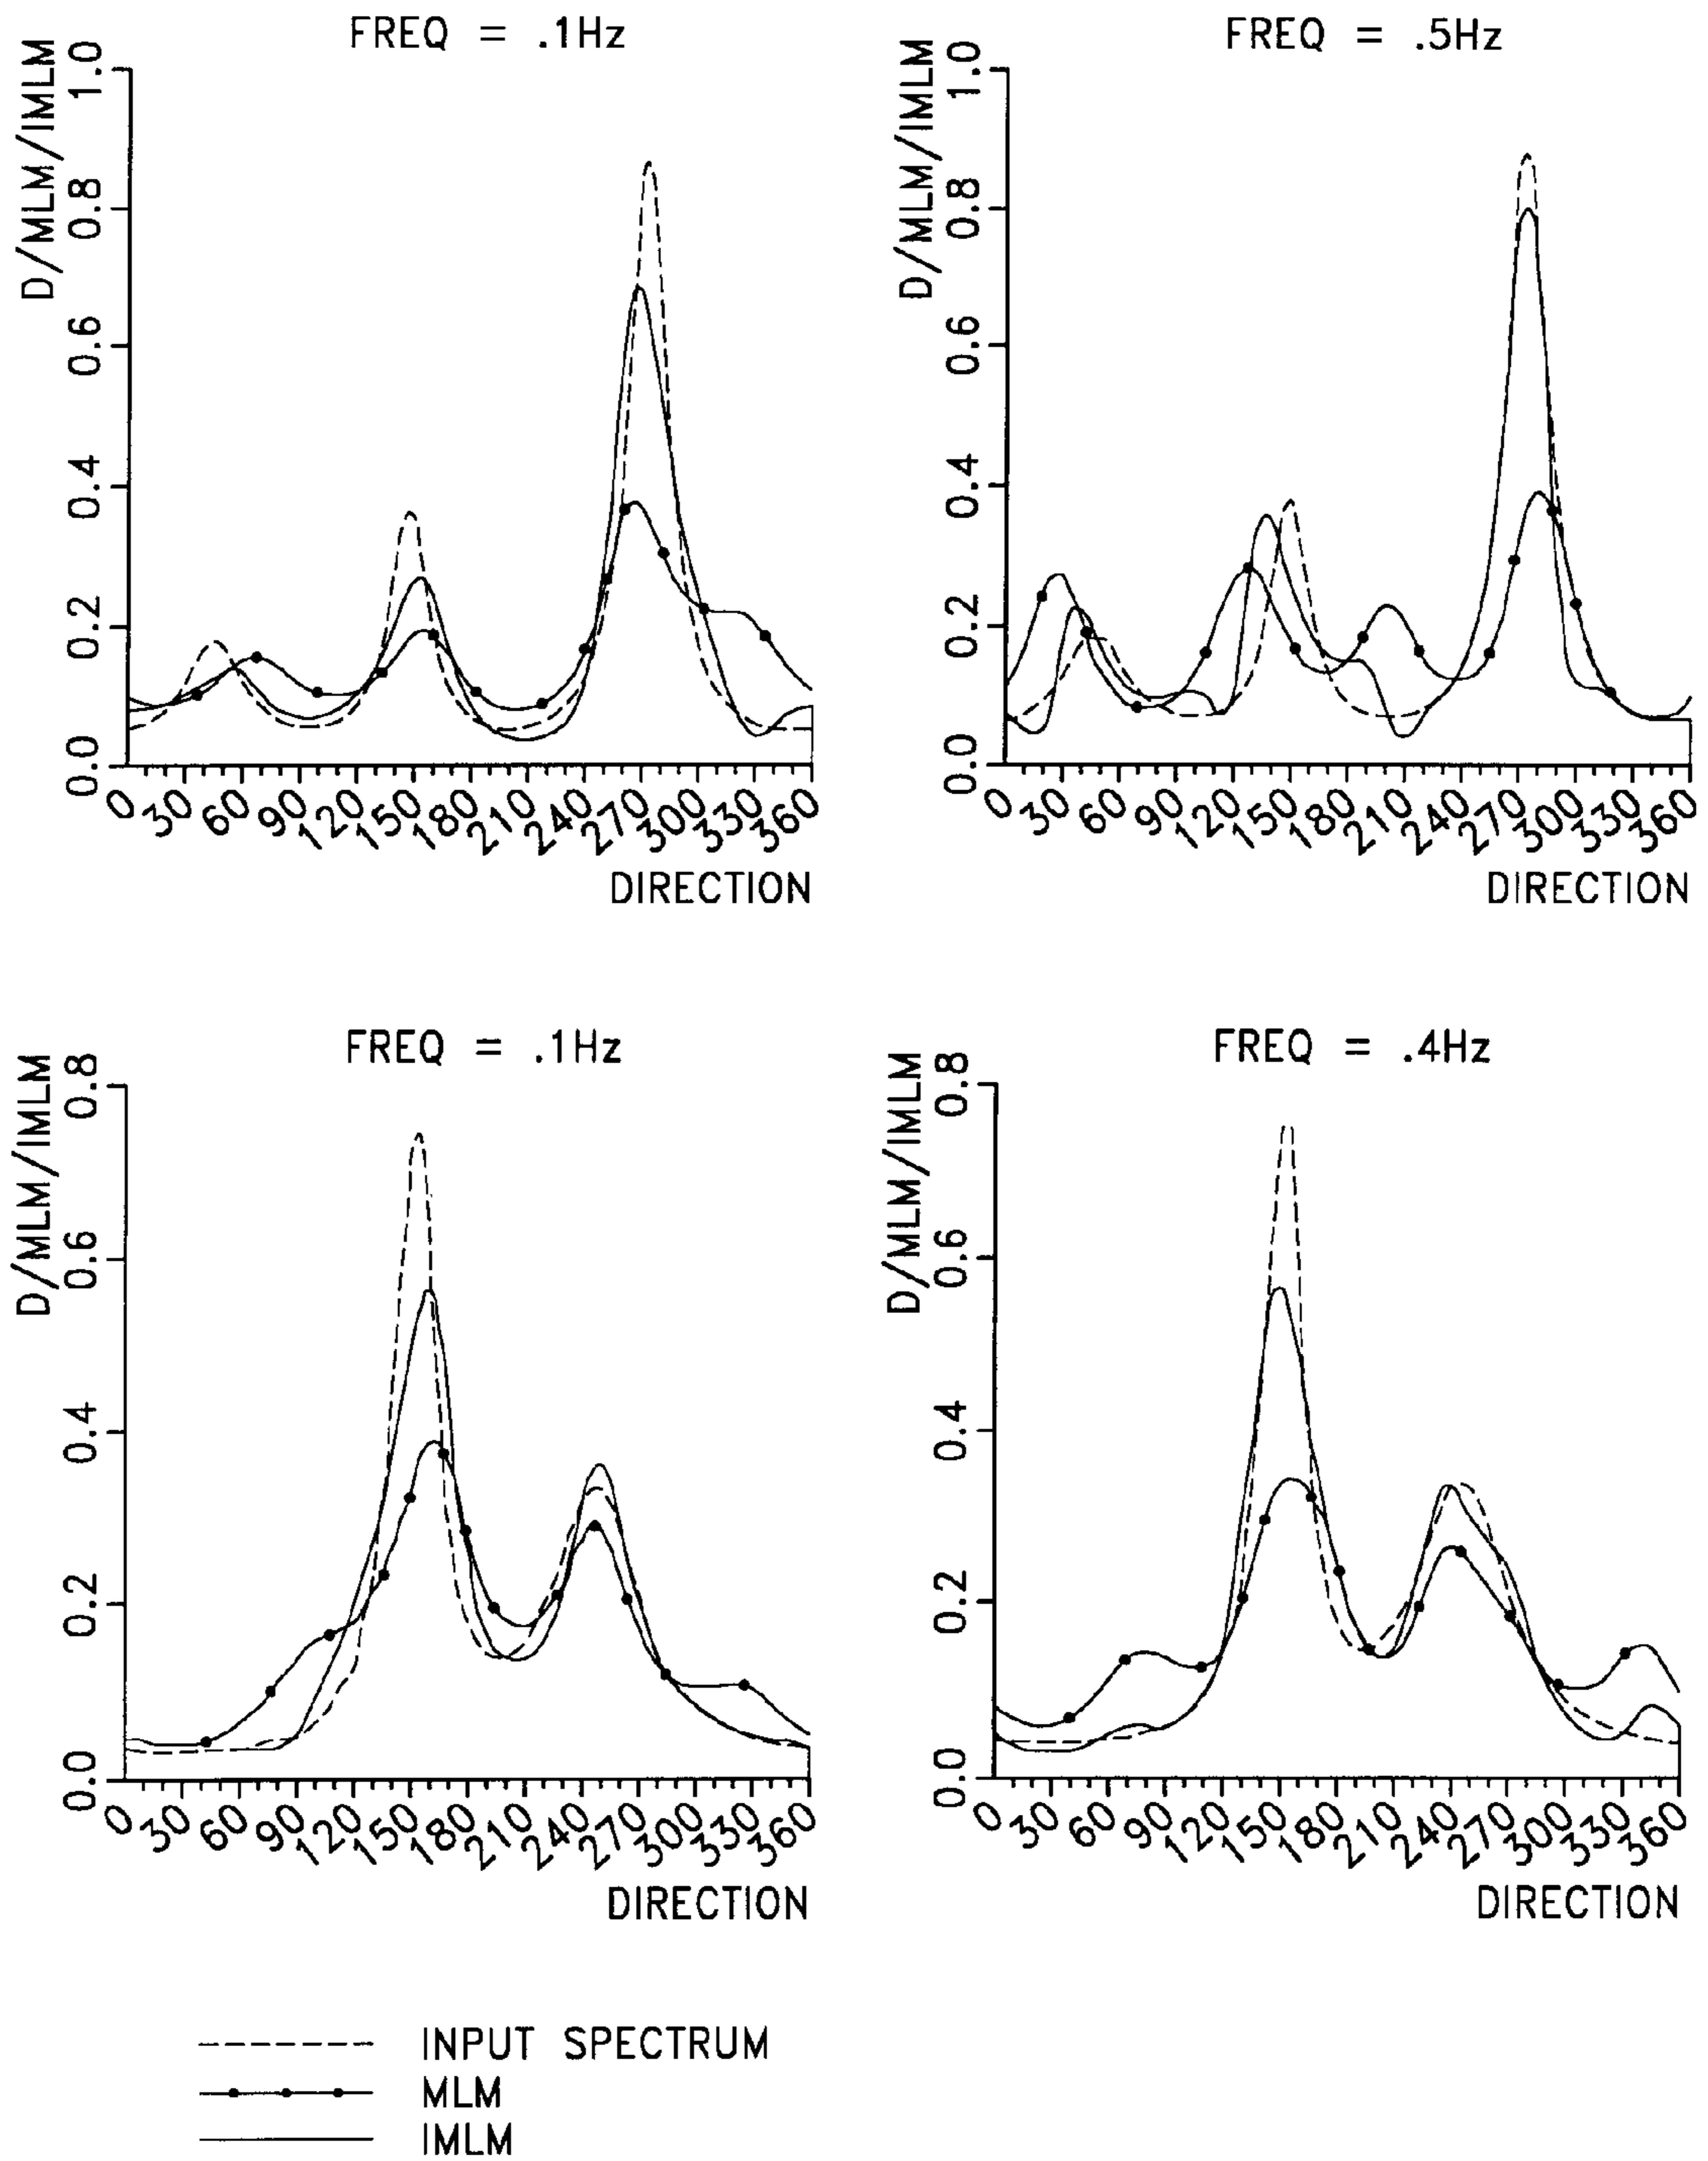 FREQ = .1Hz
D/MLM/IMLM
1.0
0.8
0.6
0.4
0.2
0.0
0 30 60 90 120 150 180 210 240 270 300 330 360
DIRECTION
FREQ = .5Hz
D/MLM/IMLM
1.0
0.8
0.6
0.4
0.2
0.0
0 30 60 90 120 150 180 210 240 270 300 330 360
DIRECTION
FREQ = .1Hz
D/MLM/IMLM
0.8
0.6
0.4
0.2
0.0
0 30 60 90 120 150 180 210 240 270 300 330 360
DIRECTION
FREQ = .4Hz
D/MLM/IMLM
0.8
0.6
0.4
0.2
0.0
0 30 60 90 120 150 180 210 240 270 300 330 360
DIRECTION
INPUT SPECTRUM
MLM
IMLM